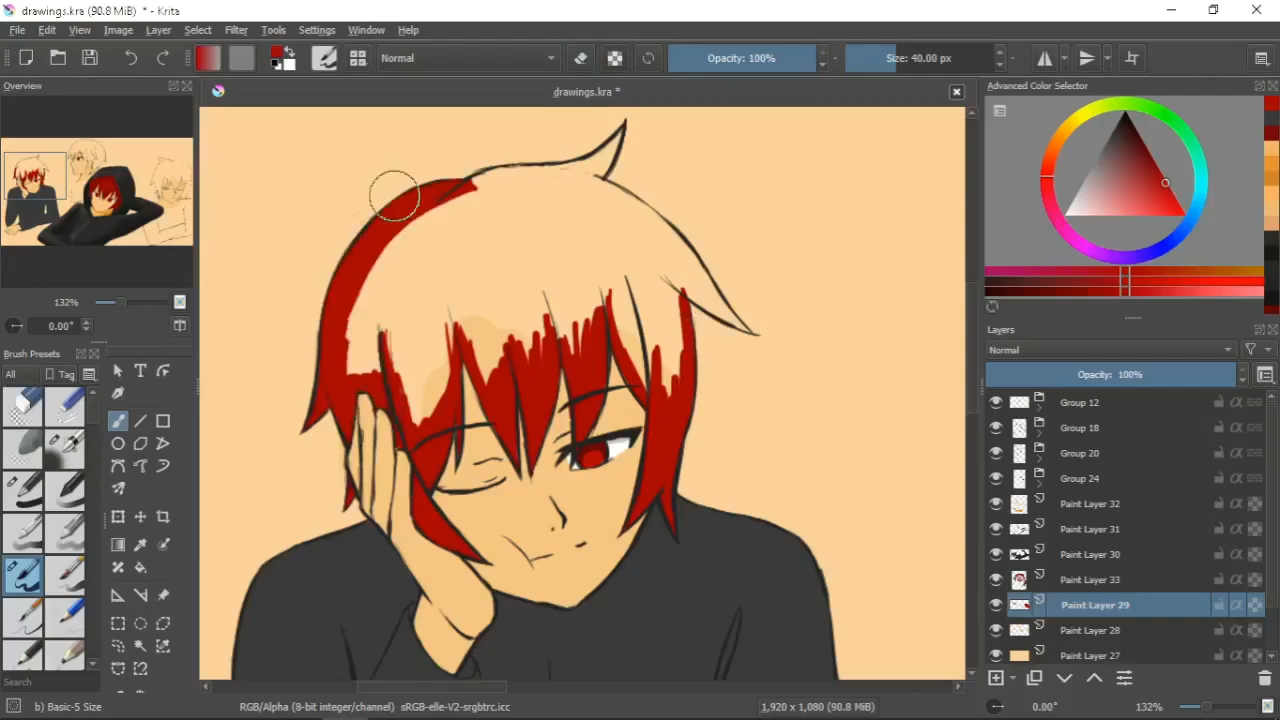 drawings.kra (90.8 MiB) * - Krita
File Edit View Image Layer Select Filter Tools Settings Window Help
Normal Opacity: 100% Size: 40.00 px
Overview
drawings.kra *
Advanced Color Selector
132%
0.00°
Brush Presets
All Tag
Search
Layers
Normal
Opacity: 100%
Group 12
Group 18
Group 20
Group 24
Paint Layer 32
Paint Layer 31
Paint Layer 30
Paint Layer 33
Paint Layer 29
Paint Layer 28
Paint Layer 27
b) Basic-5 Size RGB/Alpha (8-bit integer/channel) sRGB-elle-V2-srgbtrc.icc 1,920 x 1,080 (90.8 MiB) 0.00° 132%